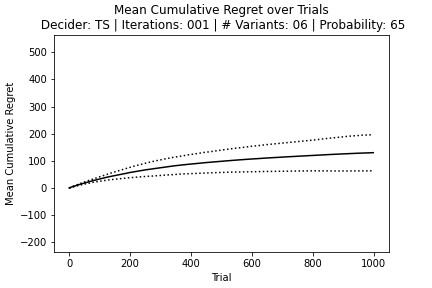 Mean Cumulative Regret over Trials
Decider: TS | Iterations: 001 | # Variants: 06 | Probability: 65
Mean Cumulative Regret
500
400
300
200
100
0
−100
−200
0 200 400 600 800 1000
Trial